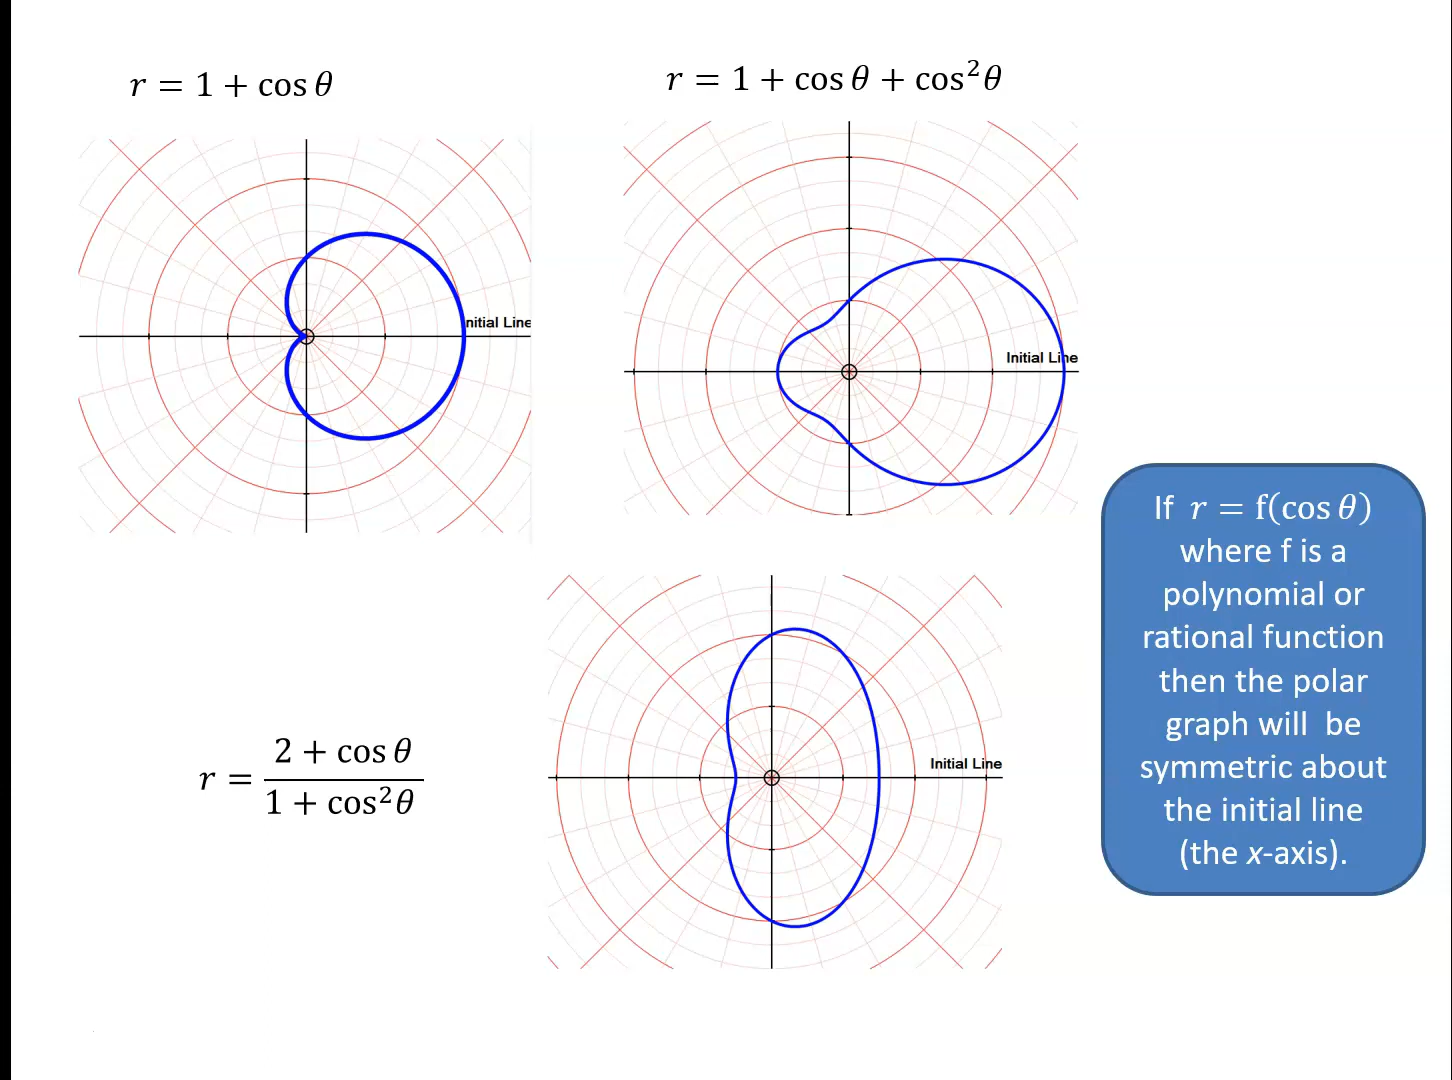 r = 1 + cos θ
r = 1 + cos θ + cos²θ
nitial Line
Initial Line
If r = f(cos θ)
where f is a
polynomial or
rational function
then the polar
graph will be
symmetric about
the initial line
(the x-axis).
r = (2 + cos θ)/(1 + cos²θ)
Initial Line